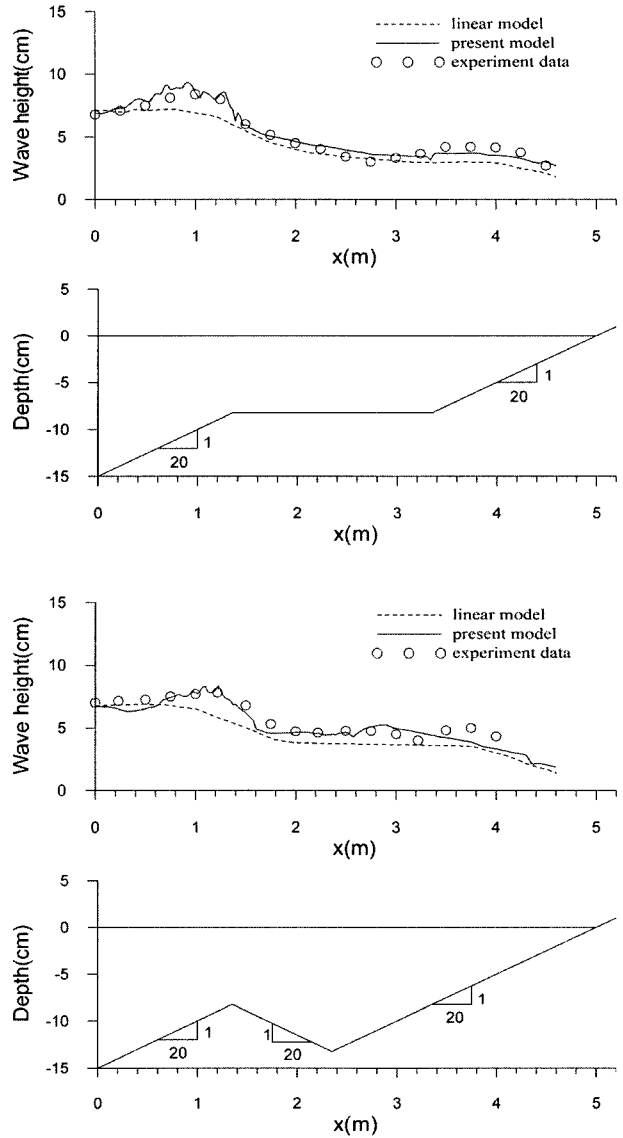 linear model
present model
experiment data
Wave height(cm)
15
10
5
0
0 1 2 3 4 5
x(m)
Depth(cm)
5
0
-5
-10
-15
1
20
1
20
0 1 2 3 4 5
x(m)
linear model
present model
experiment data
Wave height(cm)
15
10
5
0
0 1 2 3 4 5
x(m)
Depth(cm)
5
0
-5
-10
-15
1
20
1
20
1
20
0 1 2 3 4 5
x(m)